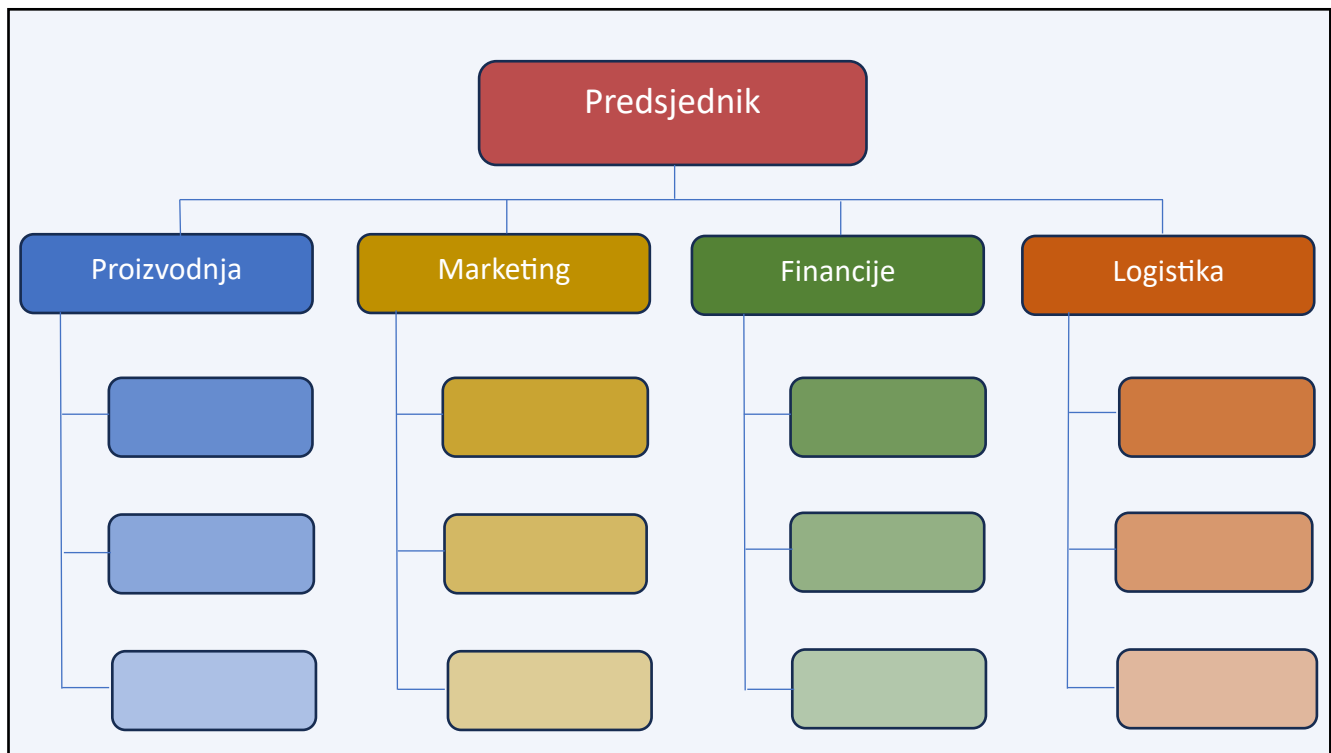 Predsjednik
Proizvodnja
Marketing
Financije
Logistika